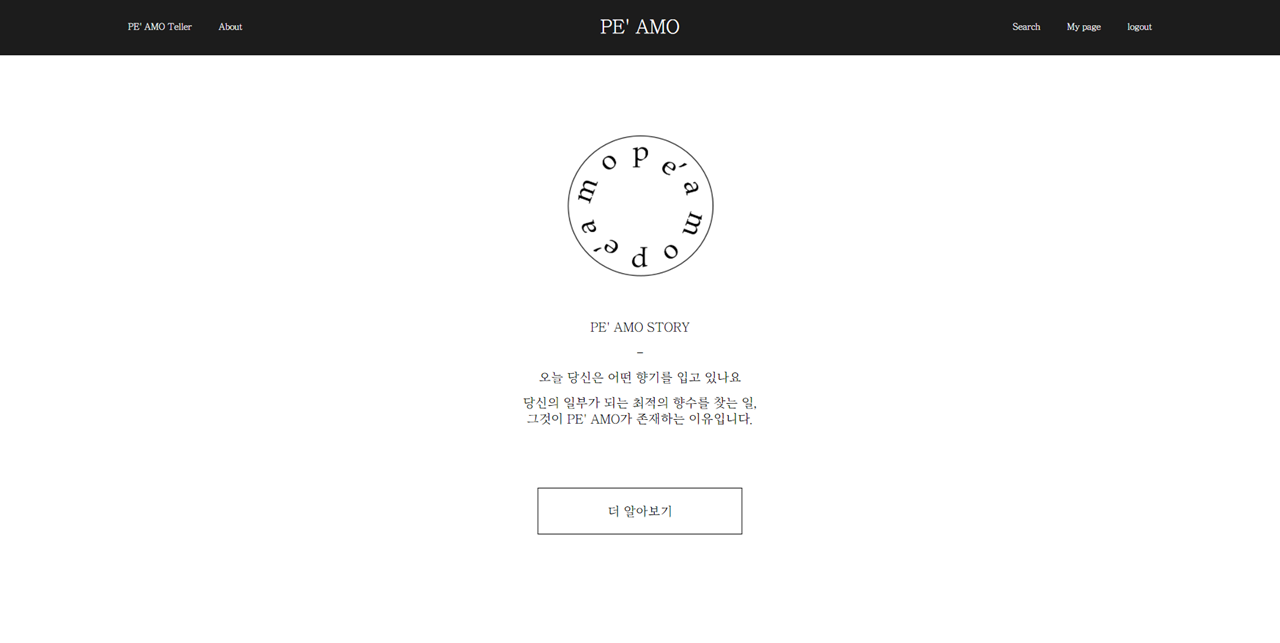 PE' AMO Teller
About
PE' AMO
Search
My page
logout
pe´amope´amo
PE' AMO STORY
–
오늘 당신은 어떤 향기를 입고 있나요
당신의 일부가 되는 최적의 향수를 찾는 일,
그것이 PE' AMO가 존재하는 이유입니다.
더 알아보기